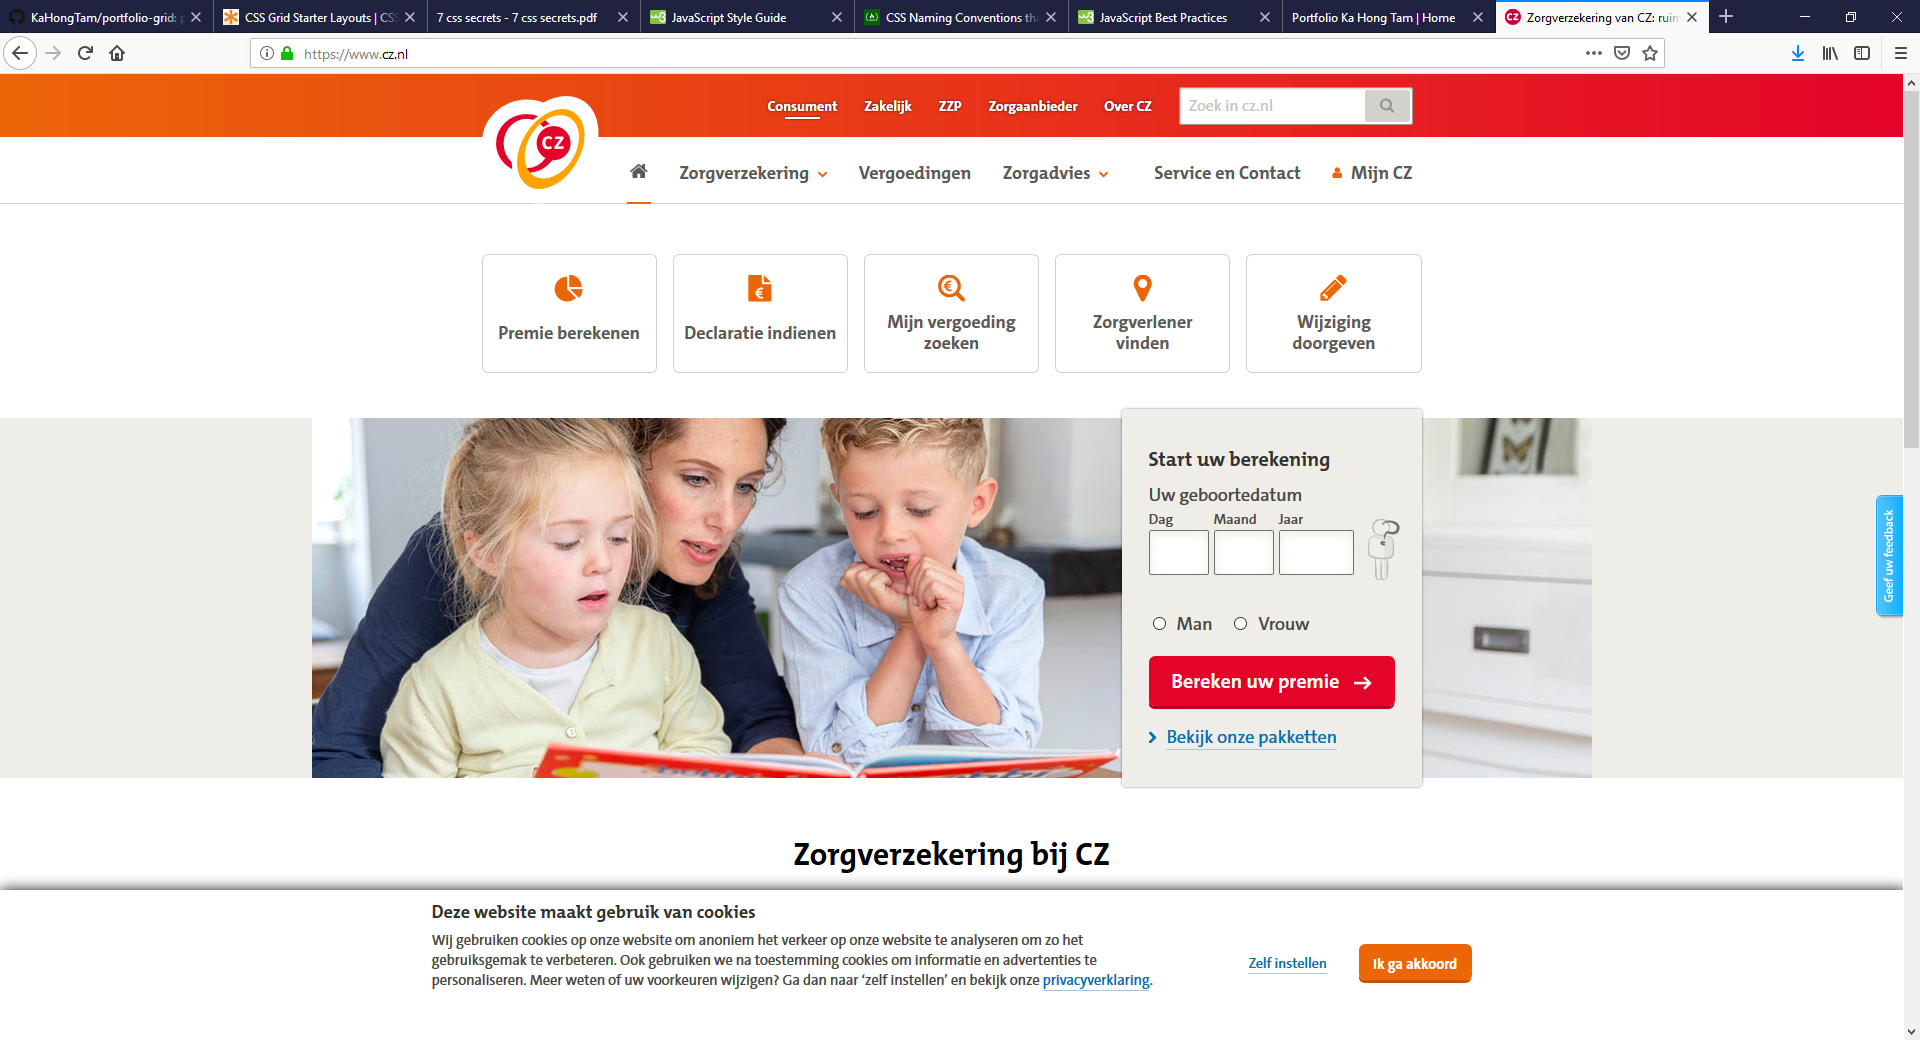 KaHongTam/portfolio-grid: p
CSS Grid Starter Layouts | CSS
7 css secrets - 7 css secrets.pdf
JavaScript Style Guide
CSS Naming Conventions tha
JavaScript Best Practices
Portfolio Ka Hong Tam | Home
Zorgverzekering van CZ: ruim
https://www.cz.nl
Consument
Zakelijk
ZZP
Zorgaanbieder
Over CZ
Zoek in cz.nl
CZ
Zorgverzekering
Vergoedingen
Zorgadvies
Service en Contact
Mijn CZ
Premie berekenen
Declaratie indienen
Mijn vergoeding
zoeken
Zorgverlener
vinden
Wijziging
doorgeven
Start uw berekening
Uw geboortedatum
Dag Maand Jaar
Man Vrouw
Bereken uw premie
Bekijk onze pakketten
Geef uw feedback
Zorgverzekering bij CZ
Deze website maakt gebruik van cookies
Wij gebruiken cookies op onze website om anoniem het verkeer op onze website te analyseren om zo het
gebruiksgemak te verbeteren. Ook gebruiken we na toestemming cookies om informatie en advertenties te
personaliseren. Meer weten of uw voorkeuren wijzigen? Ga dan naar ‘zelf instellen’ en bekijk onze privacyverklaring.
Zelf instellen
Ik ga akkoord